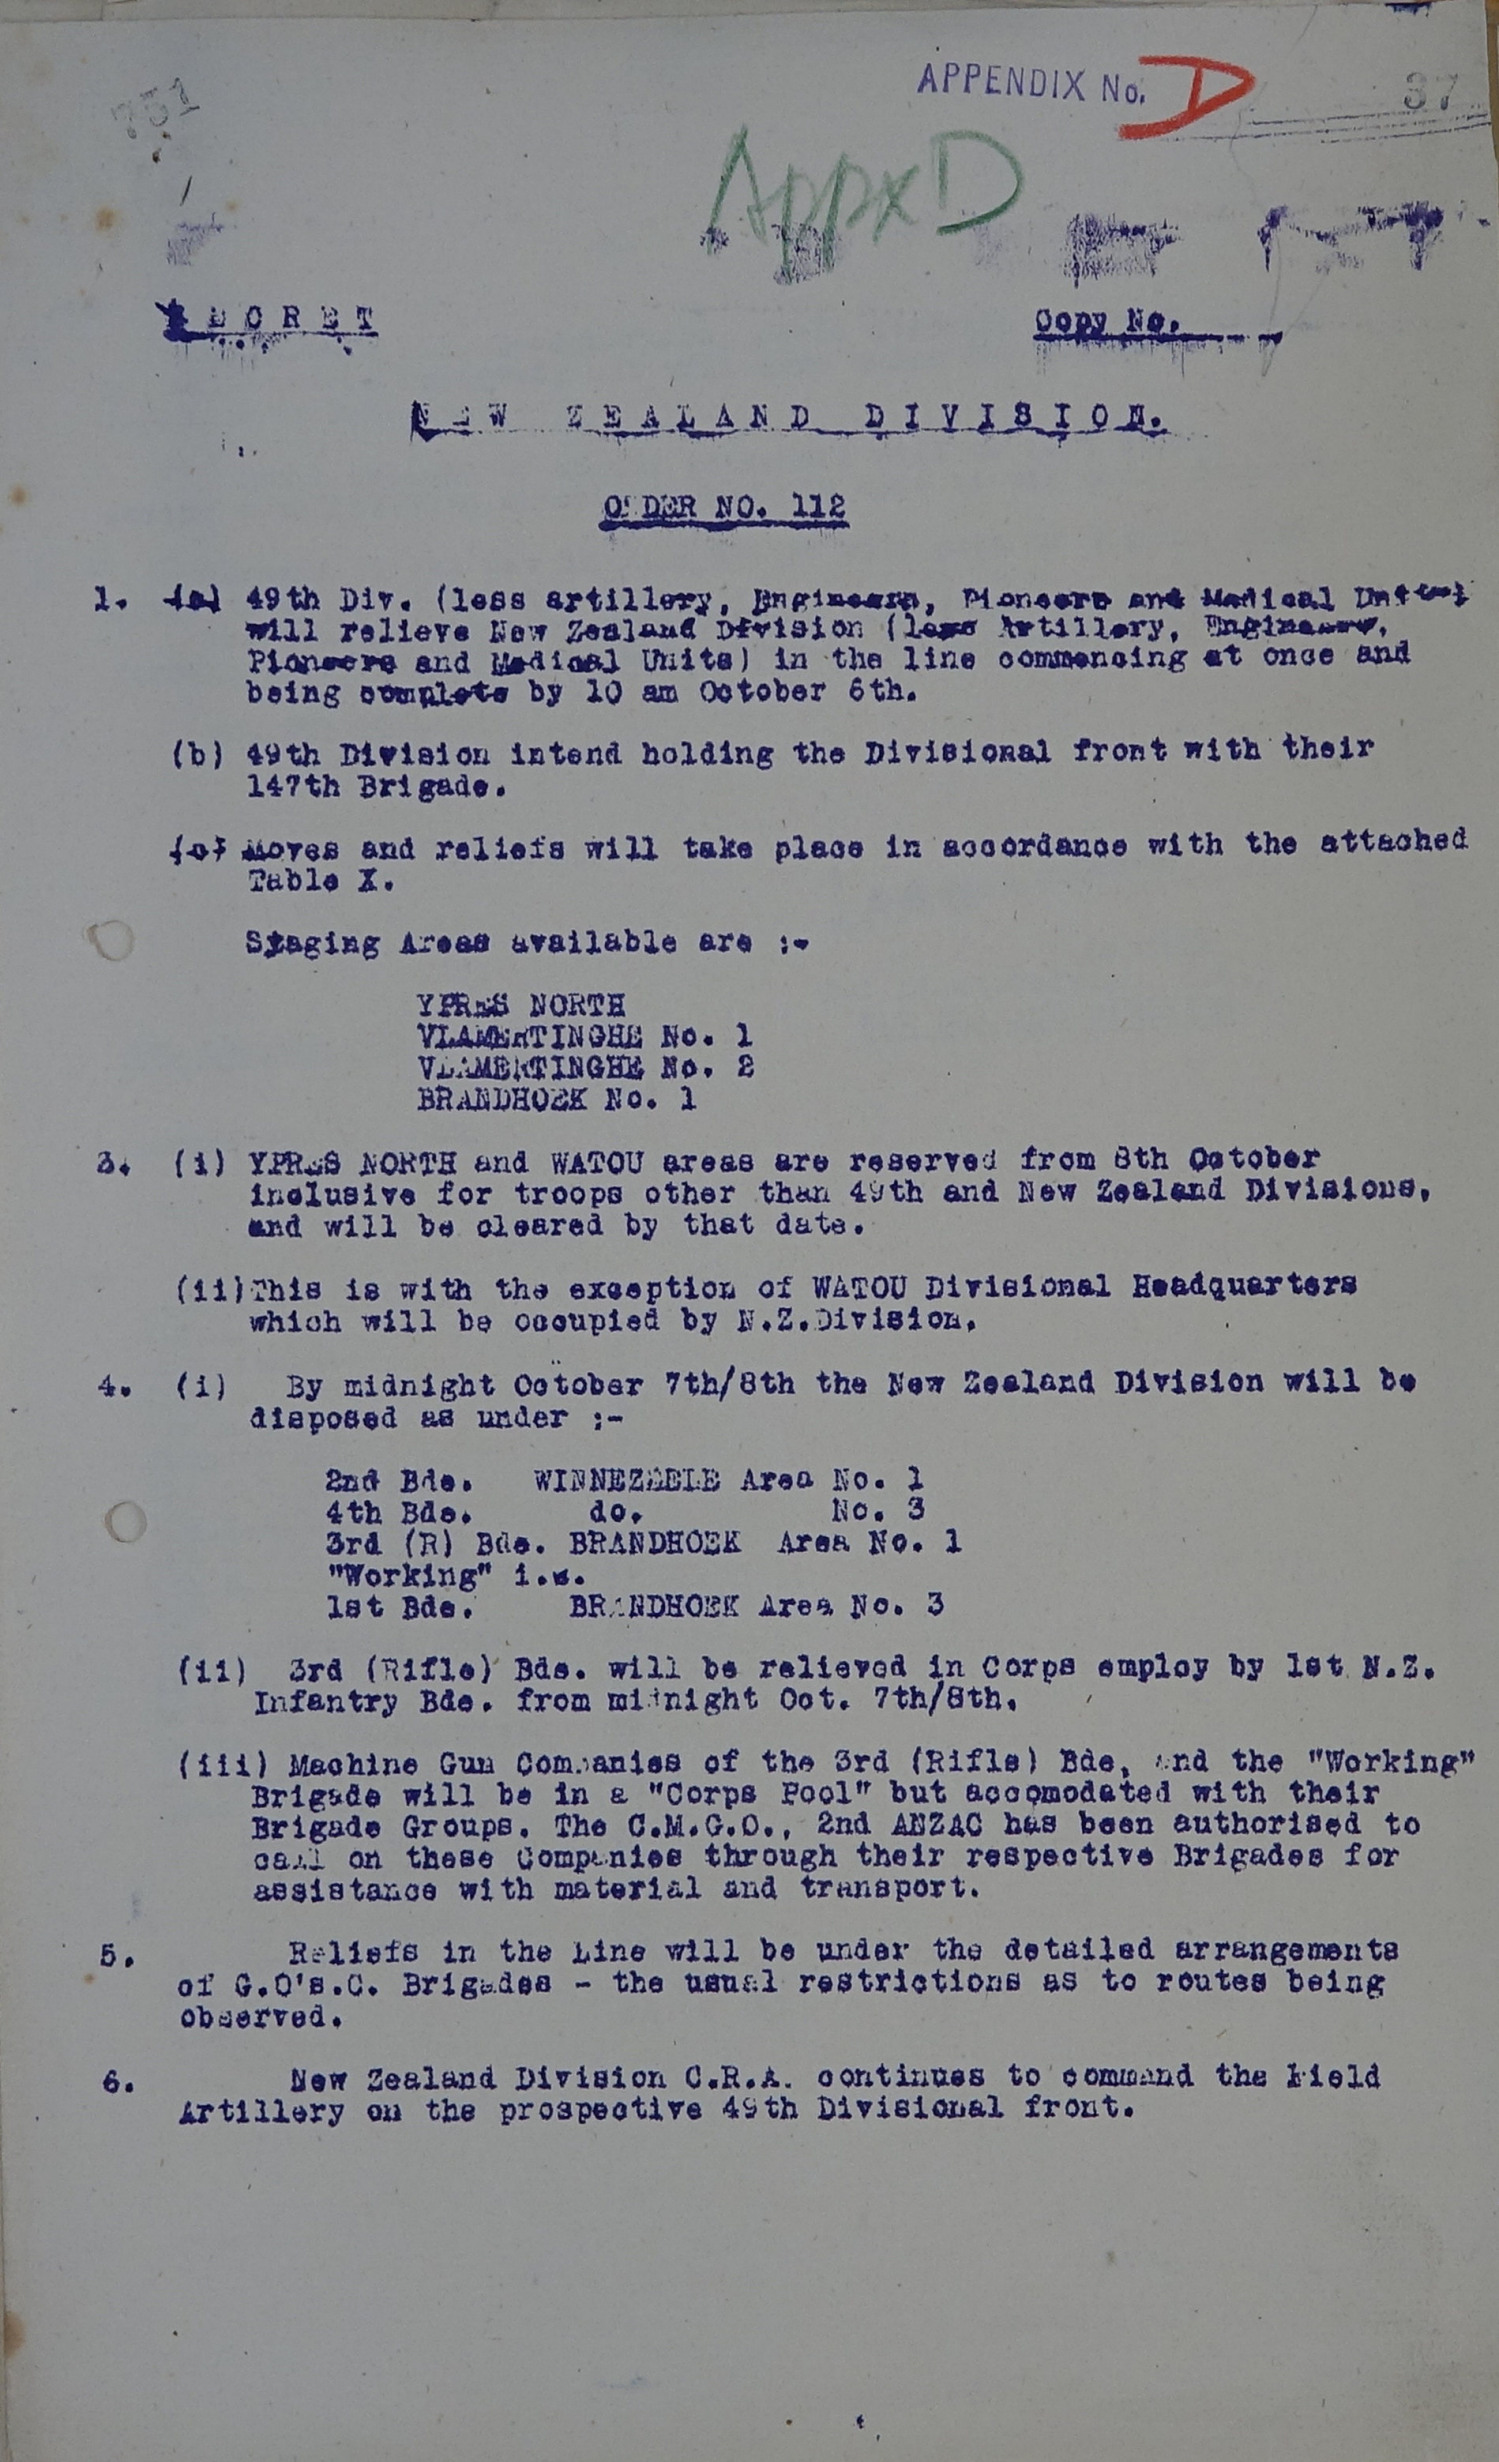 751
APPENDIX No. D
37
Appx D
SECRET
Copy No.
NEW ZEALAND DIVISION.
ORDER NO. 112
1. (a) 49th Div. (less artillery, Engineers, Pioneers and Medical Units)
will relieve New Zealand Division (less Artillery, Engineers,
Pioneers and Medical Units) in the line commencing at once and
being complete by 10 am October 6th.
(b) 49th Division intend holding the Divisional front with their
147th Brigade.
(c) Moves and reliefs will take place in accordance with the attached
Table X.
Staging Areas available are :-
YPRES NORTH
VLAMERTINGHE No. 1
VLAMERTINGHE No. 2
BRANDHOEK No. 1
3. (i) YPRES NORTH and WATOU areas are reserved from 8th October
inclusive for troops other than 49th and New Zealand Divisions,
and will be cleared by that date.
(ii) This is with the exception of WATOU Divisional Headquarters
which will be occupied by N.Z.Division.
4. (i) By midnight October 7th/8th the New Zealand Division will be
disposed as under :-
2nd Bde. WINNEZEELE Area No. 1
4th Bde. do. No. 3
3rd (R) Bde. BRANDHOEK Area No. 1
"Working" i.e.
1st Bde. BRANDHOEK Area No. 3
(ii) 3rd (Rifle) Bde. will be relieved in Corps employ by 1st N.Z.
Infantry Bde. from midnight Oct. 7th/8th.
(iii) Machine Gun Companies of the 3rd (Rifle) Bde, and the "Working"
Brigade will be in a "Corps Pool" but accomodated with their
Brigade Groups. The C.M.G.O., 2nd ANZAC has been authorised to
call on these Companies through their respective Brigades for
assistance with material and transport.
5. Reliefs in the Line will be under the detailed arrangements
of G.O's.C. Brigades - the usual restrictions as to routes being
observed.
6. New Zealand Division C.R.A. continues to command the Field
Artillery on the prospective 49th Divisional front.